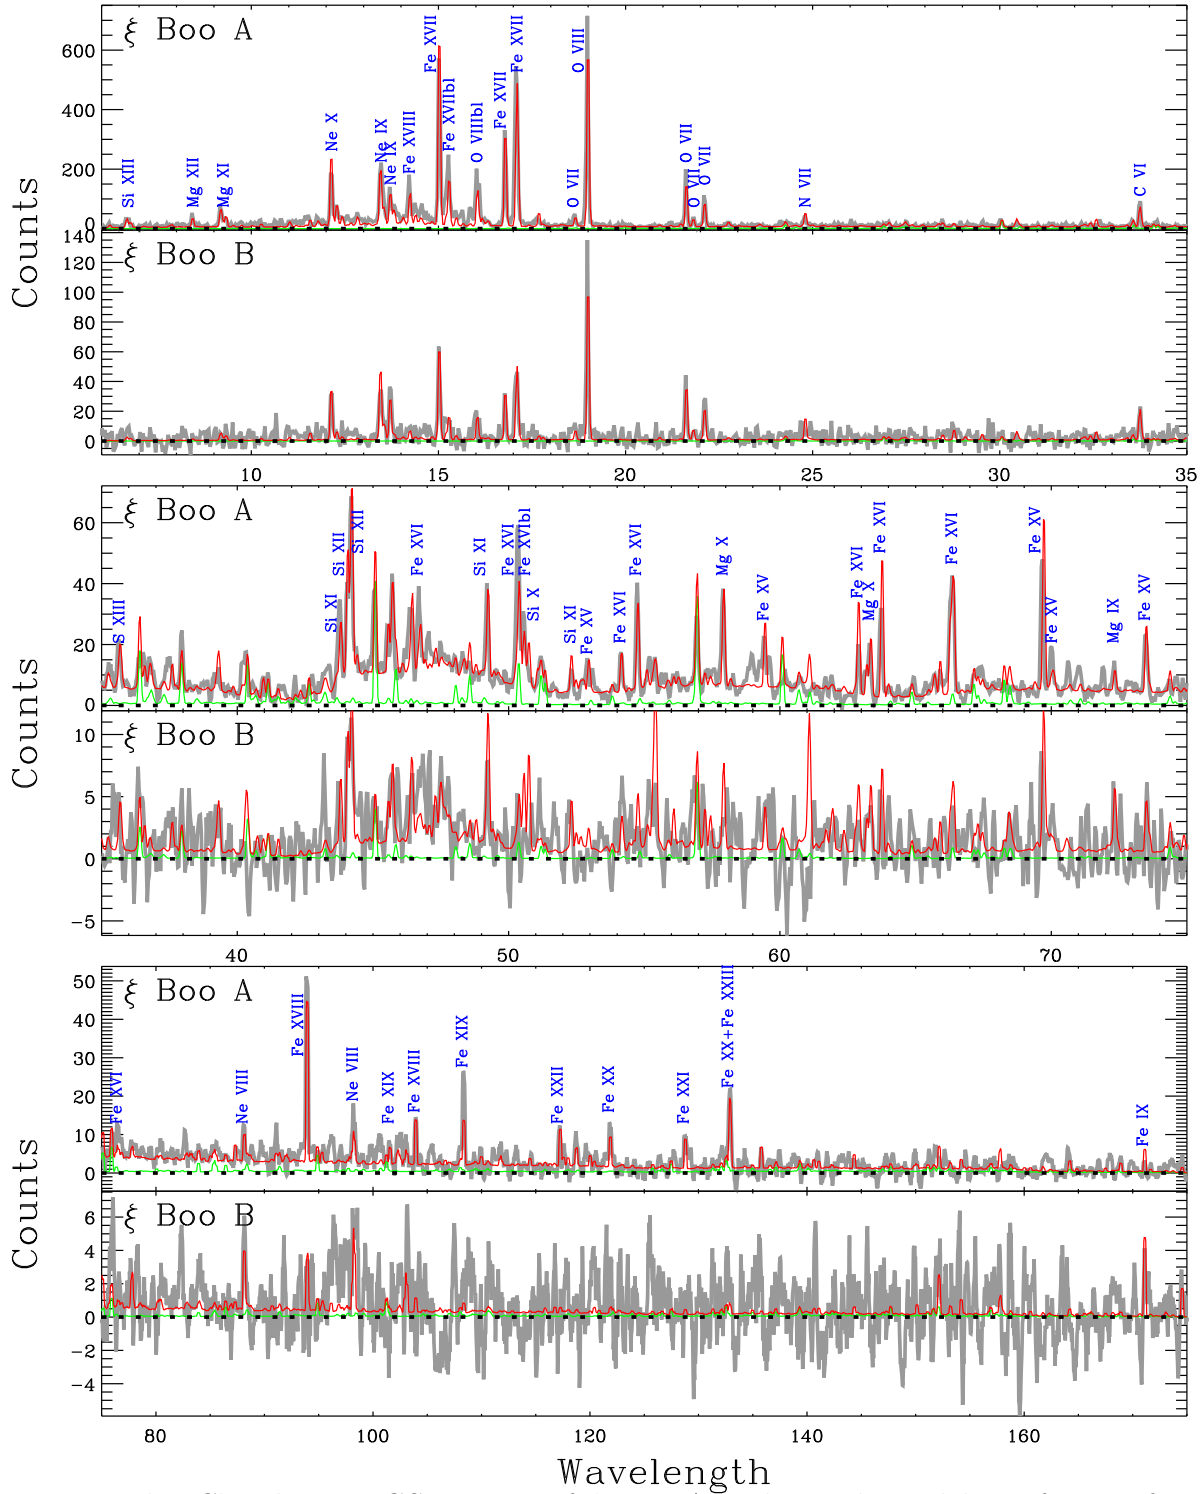 ξ Boo A
600
400
200
0
Si XIII
Mg XII
Mg XI
Ne X
Ne IX
Ne IX
Fe XVIII
Fe XVII
Fe XVIIbl
O VIIIbl
Fe XVII
Fe XVII
O VII
O VIII
O VII
O VII
O VII
N VII
C VI
Counts
ξ Boo B
140
120
100
80
60
40
20
0
10
15
20
25
30
35
ξ Boo A
60
40
20
0
S XIII
Si XI
Si XII
Si XII
Fe XVI
Si XI
Fe XVI
Fe XVIbl
Si X
Si XI
Fe XV
Fe XVI
Fe XVI
Mg X
Fe XV
Fe XVI
Mg X
Fe XVI
Fe XVI
Fe XV
Fe XV
Mg IX
Fe XV
Counts
ξ Boo B
10
5
0
-5
40
50
60
70
ξ Boo A
50
40
30
20
10
0
Fe XVI
Ne VIII
Fe XVIII
Ne VIII
Fe XIX
Fe XVIII
Fe XIX
Fe XXII
Fe XX
Fe XXI
Fe XX+Fe XXIII
Fe IX
Counts
ξ Boo B
6
4
2
0
-2
-4
80
100
120
140
160
Wavelength